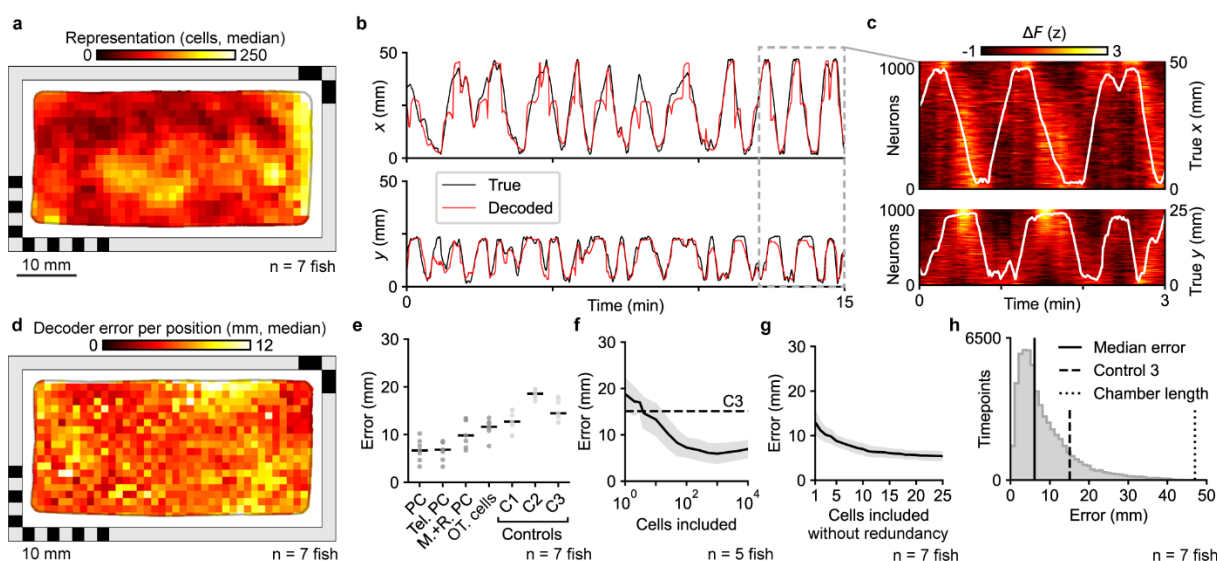 a
Representation (cells, median)
0 250
10 mm
n = 7 fish
b
50
x (mm)
0
50
y (mm)
0
True
Decoded
0 Time (min) 15
c
ΔF (z)
-1 3
1000 50
Neurons True x (mm)
0 0
1000 25
Neurons True y (mm)
0 0
0 Time (min) 3
d
Decoder error per position (mm, median)
0 12
10 mm
n = 7 fish
e
30
20
10
0
Error (mm)
PC
Tel. PC
M.+R. PC
OT. cells
C1
C2
C3
Controls
n = 7 fish
f
30
20
10
0
Error (mm)
C3
10⁰ 10² 10⁴
Cells included
n = 5 fish
g
30
20
10
0
Error (mm)
1 5 10 15 20 25
Cells included
without redundancy
n = 7 fish
h
6500
Timepoints
0
Median error
Control 3
Chamber length
0 10 20 30 40 50
Error (mm)
n = 7 fish